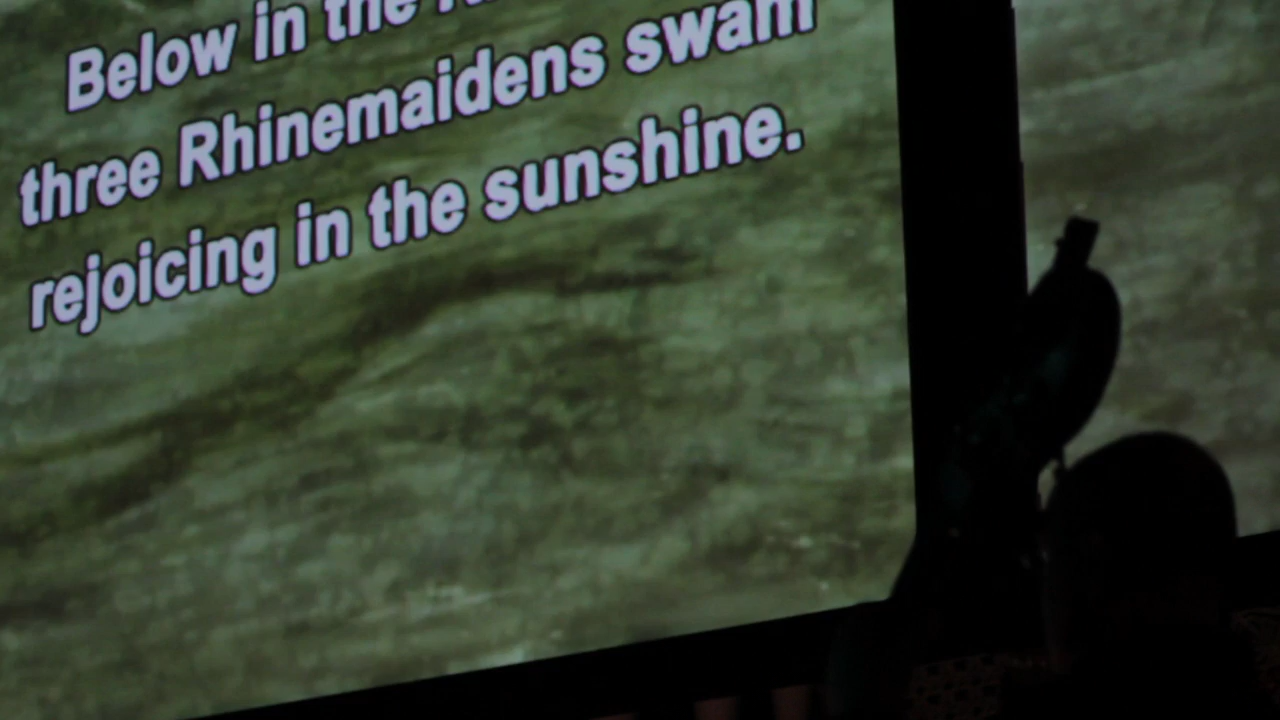 Below in the
three Rhinemaidens swam
rejoicing in the sunshine.